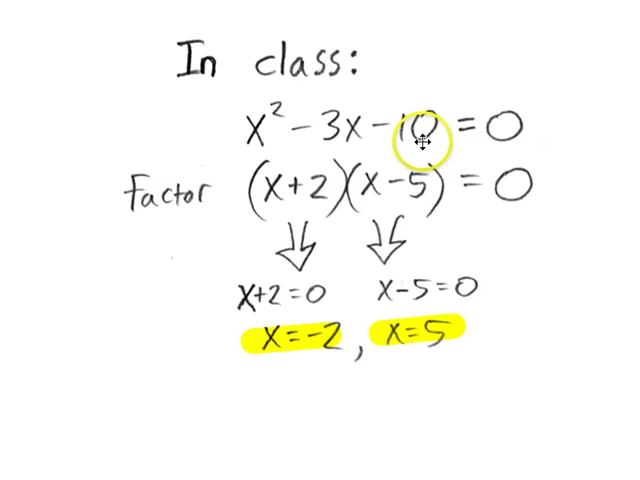 In class:
x² - 3x - 10 = 0
Factor (x+2)(x-5) = 0
x+2=0 x-5=0
x=-2, x=5